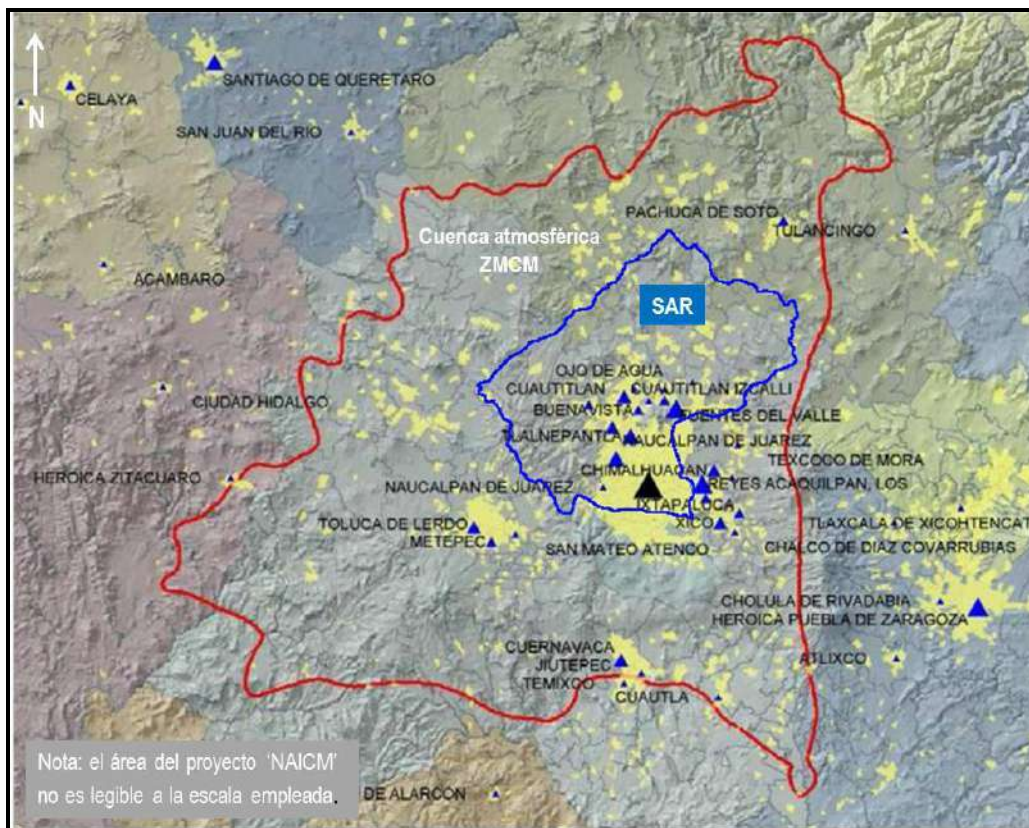 SANTIAGO DE QUERETARO
CELAYA
N
SAN JUAN DEL RIO
PACHUCA DE SOTO
TULANCINGO
Cuenca atmosférica
ZMCM
ACAMBARO
SAR
OJO DE AGUA
CUAUTITLAN
CUAUTITLAN IZCALLI
CIUDAD HIDALGO
BUENAVISTA
FUENTES DEL VALLE
TLALNEPANTLA
NAUCALPAN DE JUAREZ
CHIMALHUACAN
TEXCOCO DE MORA
HEROICA ZITACUARO
NAUCALPAN DE JUAREZ
REYES ACAQUILPAN, LOS
IXTAPALUCA
TOLUCA DE LERDO
XICO
TLAXCALA DE XICOHTENCAT
METEPEC
SAN MATEO ATENCO
CHALCO DE DIAZ COVARRUBIAS
CHOLULA DE RIVADABIA
HEROICA PUEBLA DE ZARAGOZA
CUERNAVACA
JIUTEPEC
ATLIXCO
TEMIXCO
CUAUTLA
Nota: el área del proyecto 'NAICM'
no es legible a la escala empleada.
DE ALARCON